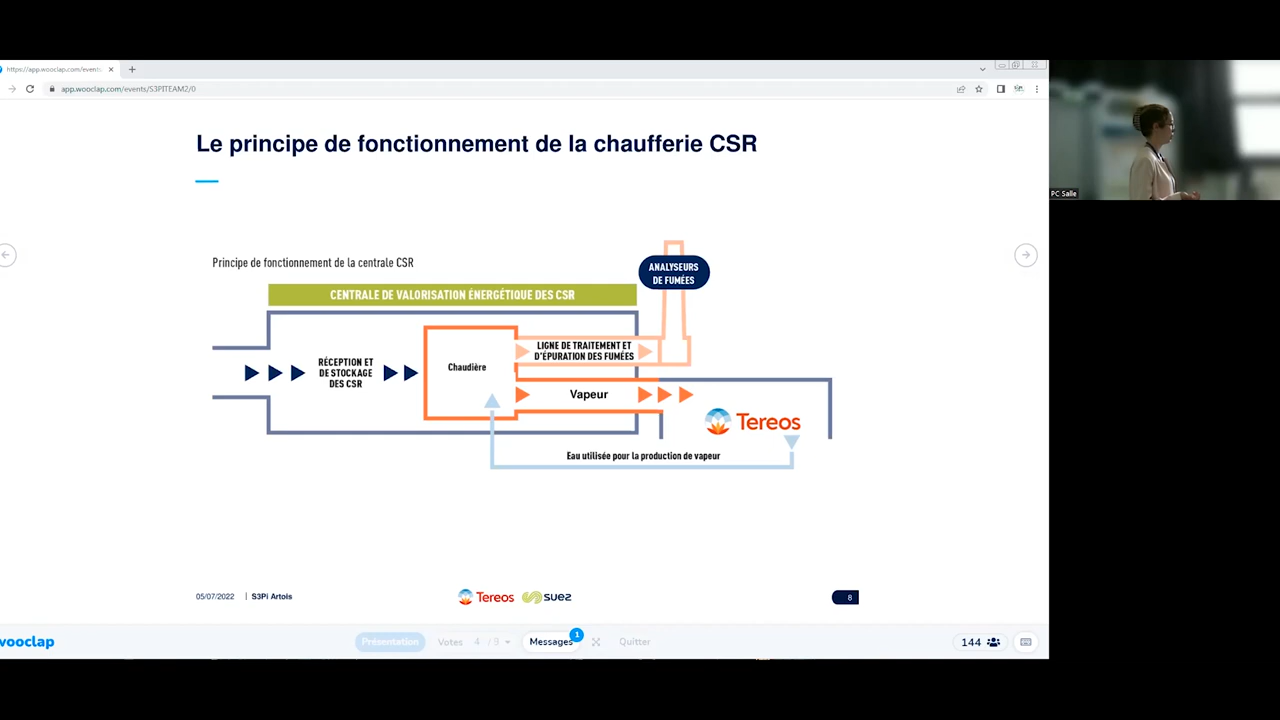 https://app.wooclap.com/events
app.wooclap.com/events/S3PITEAM2/0
Le principe de fonctionnement de la chaufferie CSR
PC Salle
Principe de fonctionnement de la centrale CSR
ANALYSEURS
DE FUMÉES
CENTRALE DE VALORISATION ÉNERGÉTIQUE DES CSR
RÉCEPTION ET
DE STOCKAGE
DES CSR
Chaudière
LIGNE DE TRAITEMENT ET
D'ÉPURATION DES FUMÉES
Vapeur
Tereos
Eau utilisée pour la production de vapeur
05/07/2022 | S3Pi Artois
Tereos suez
8
wooclap
Présentation
Votes 4 / 9
Messages 1
Quitter
144